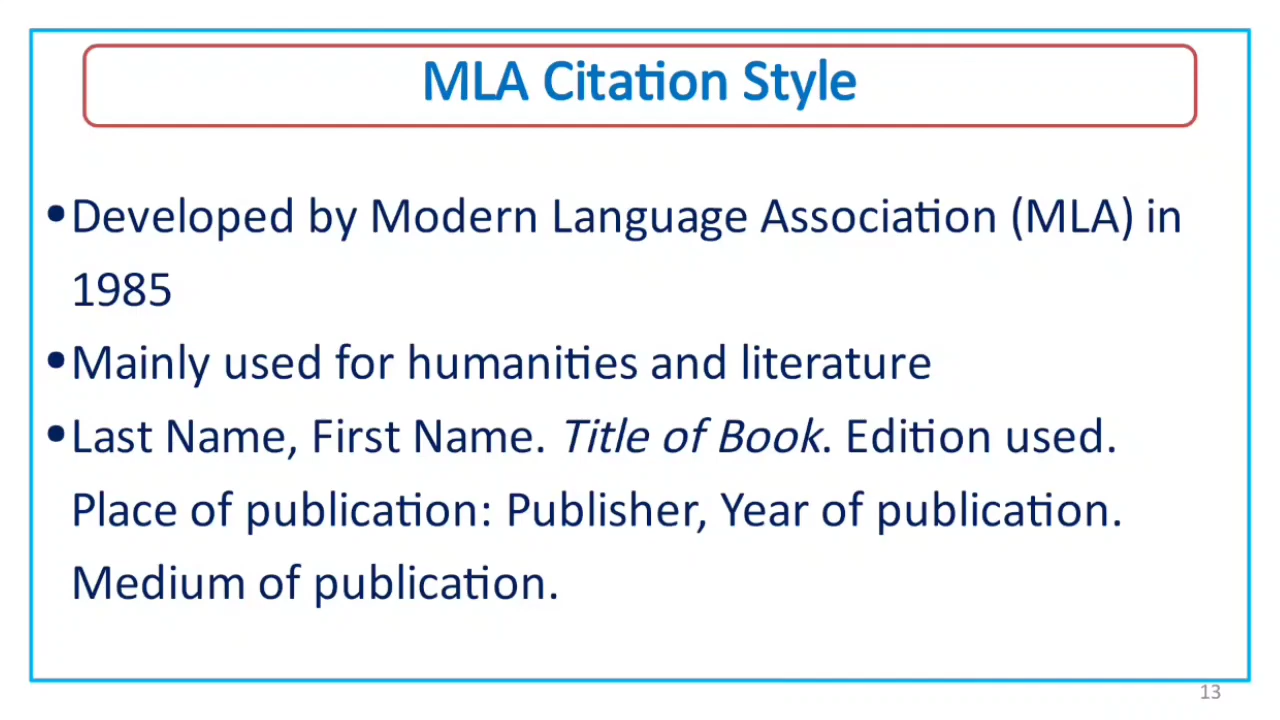 MLA Citation Style
•Developed by Modern Language Association (MLA) in
1985
•Mainly used for humanities and literature
•Last Name, First Name. Title of Book. Edition used.
Place of publication: Publisher, Year of publication.
Medium of publication.
13